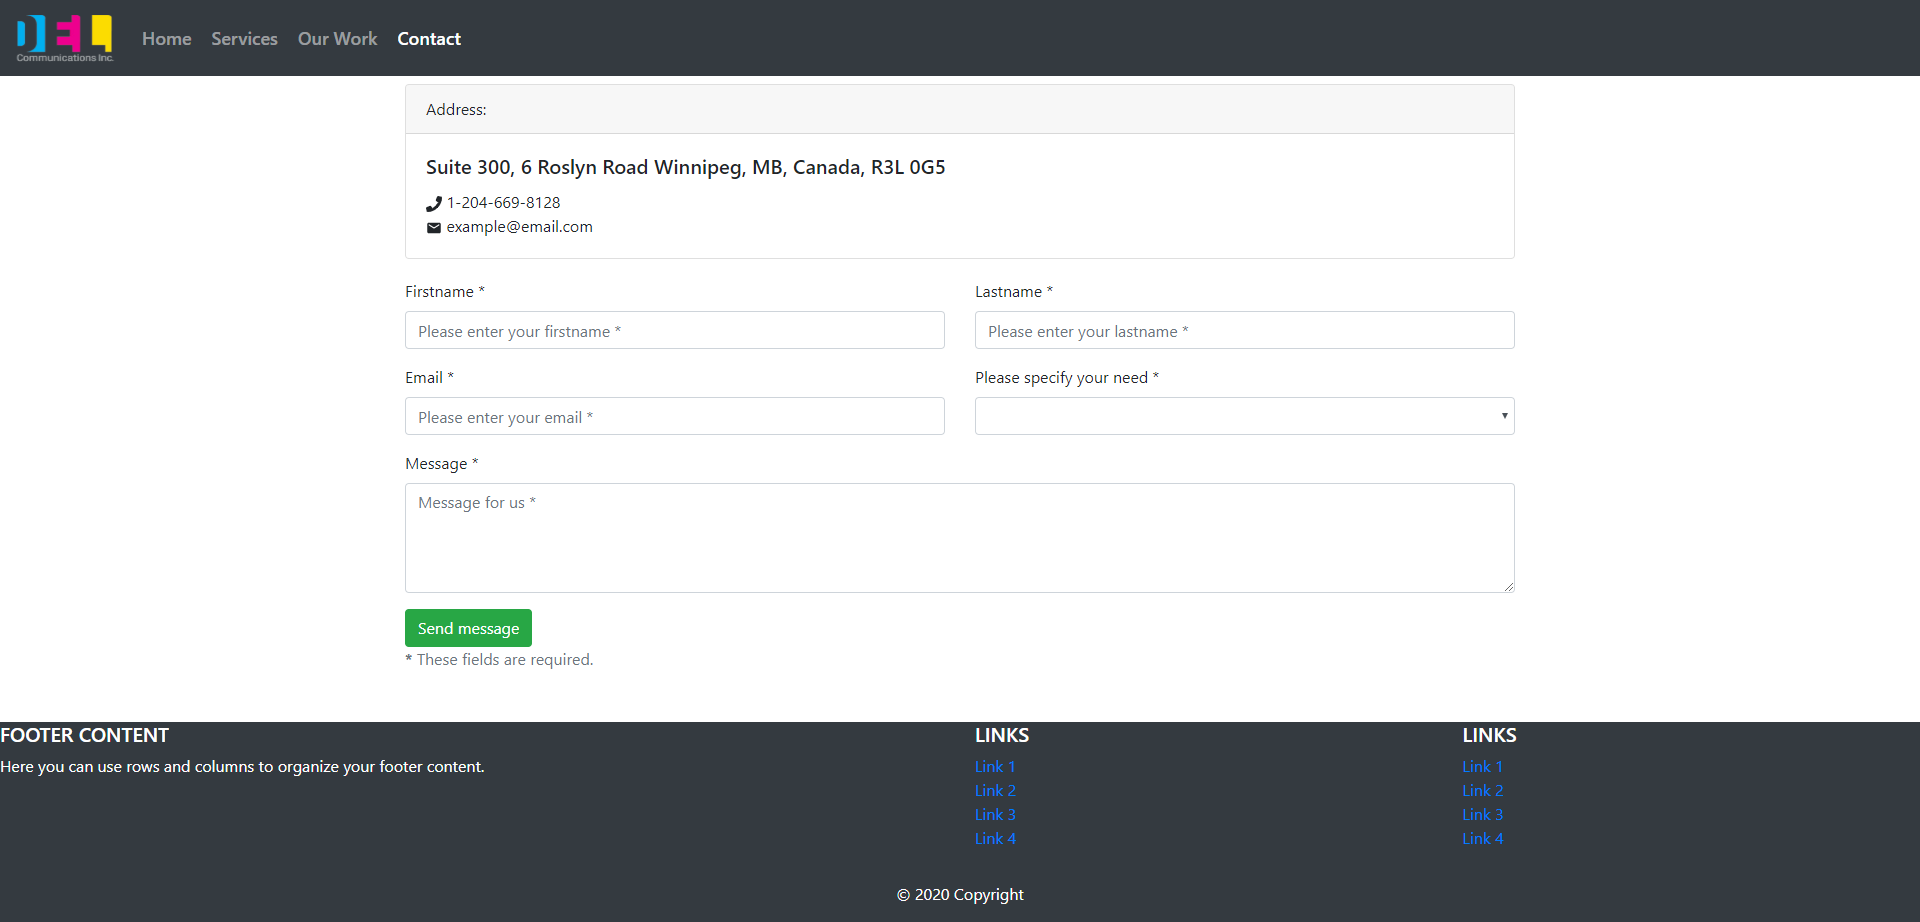 DEL
Communications Inc.
Home Services Our Work Contact
Address:
Suite 300, 6 Roslyn Road Winnipeg, MB, Canada, R3L 0G5
1-204-669-8128
example@email.com
Firstname *
Lastname *
Please enter your firstname *
Please enter your lastname *
Email *
Please specify your need *
Please enter your email *
Message *
Message for us *
Send message
* These fields are required.
FOOTER CONTENT
Here you can use rows and columns to organize your footer content.
LINKS
Link 1
Link 2
Link 3
Link 4
LINKS
Link 1
Link 2
Link 3
Link 4
© 2020 Copyright